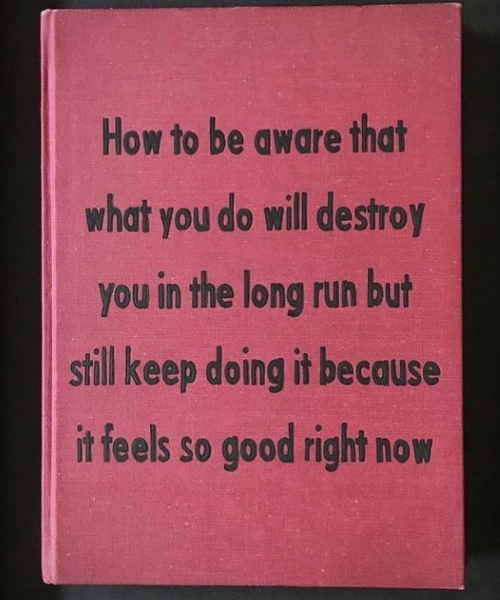 How to be aware that
what you do will destroy
you in the long run but
still keep doing it because
it feels so good right now